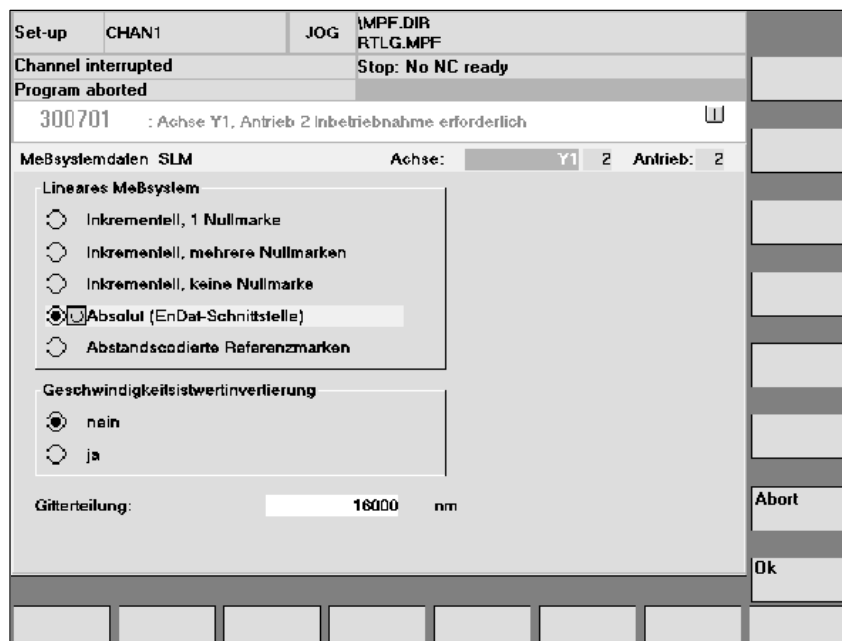 Set-up CHAN1 JOG \MPF.DIR
RTLG.MPF
Channel interrupted Stop: No NC ready
Program aborted
300701 : Achse Y1, Antrieb 2 Inbetriebnahme erforderlich
Meßsystemdaten SLM Achse: Y1 2 Antrieb: 2
Lineares Meßsystem
Inkrementell, 1 Nullmarke
Inkrementell, mehrere Nullmarken
Inkrementell, keine Nullmarke
Absolut (EnDat-Schnittstelle)
Abstandscodierte Referenzmarken
Geschwindigkeitsistwertinvertierung
nein
ja
Gitterteilung: 16000 nm
Abort
Ok